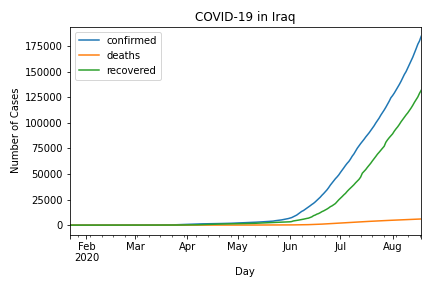 COVID-19 in Iraq
confirmed
deaths
recovered
Number of Cases
175000
150000
125000
100000
75000
50000
25000
0
Feb Mar Apr May Jun Jul Aug
2020
Day